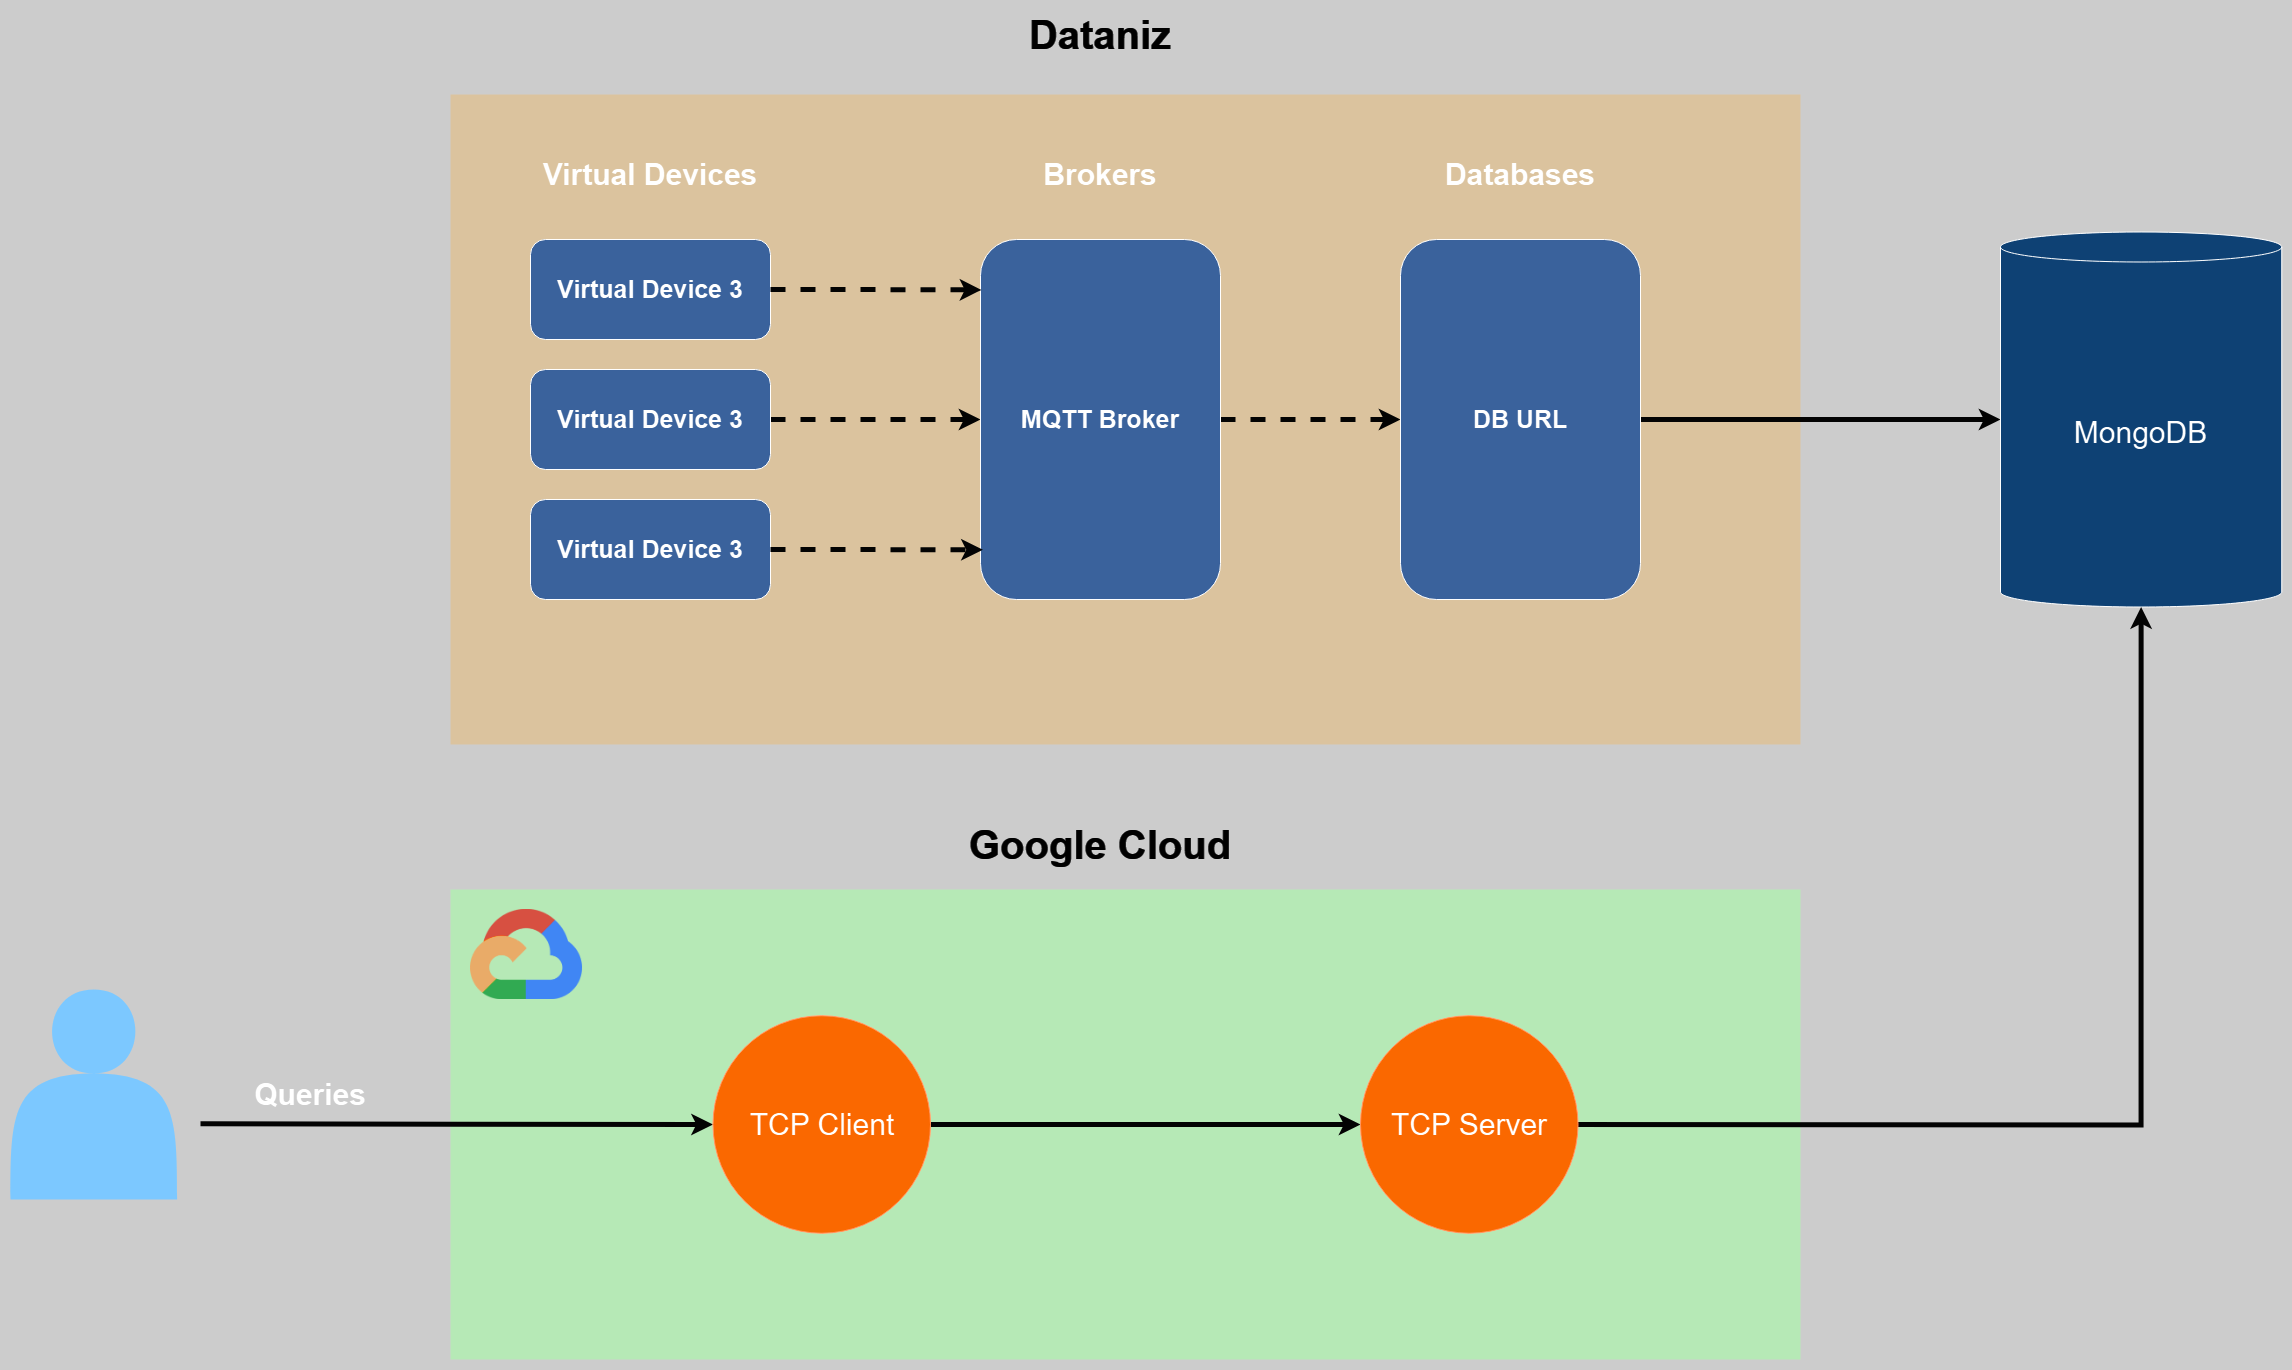 Dataniz
Virtual Devices
Brokers
Databases
Virtual Device 3
Virtual Device 3
Virtual Device 3
MQTT Broker
DB URL
MongoDB
Google Cloud
Queries
TCP Client
TCP Server